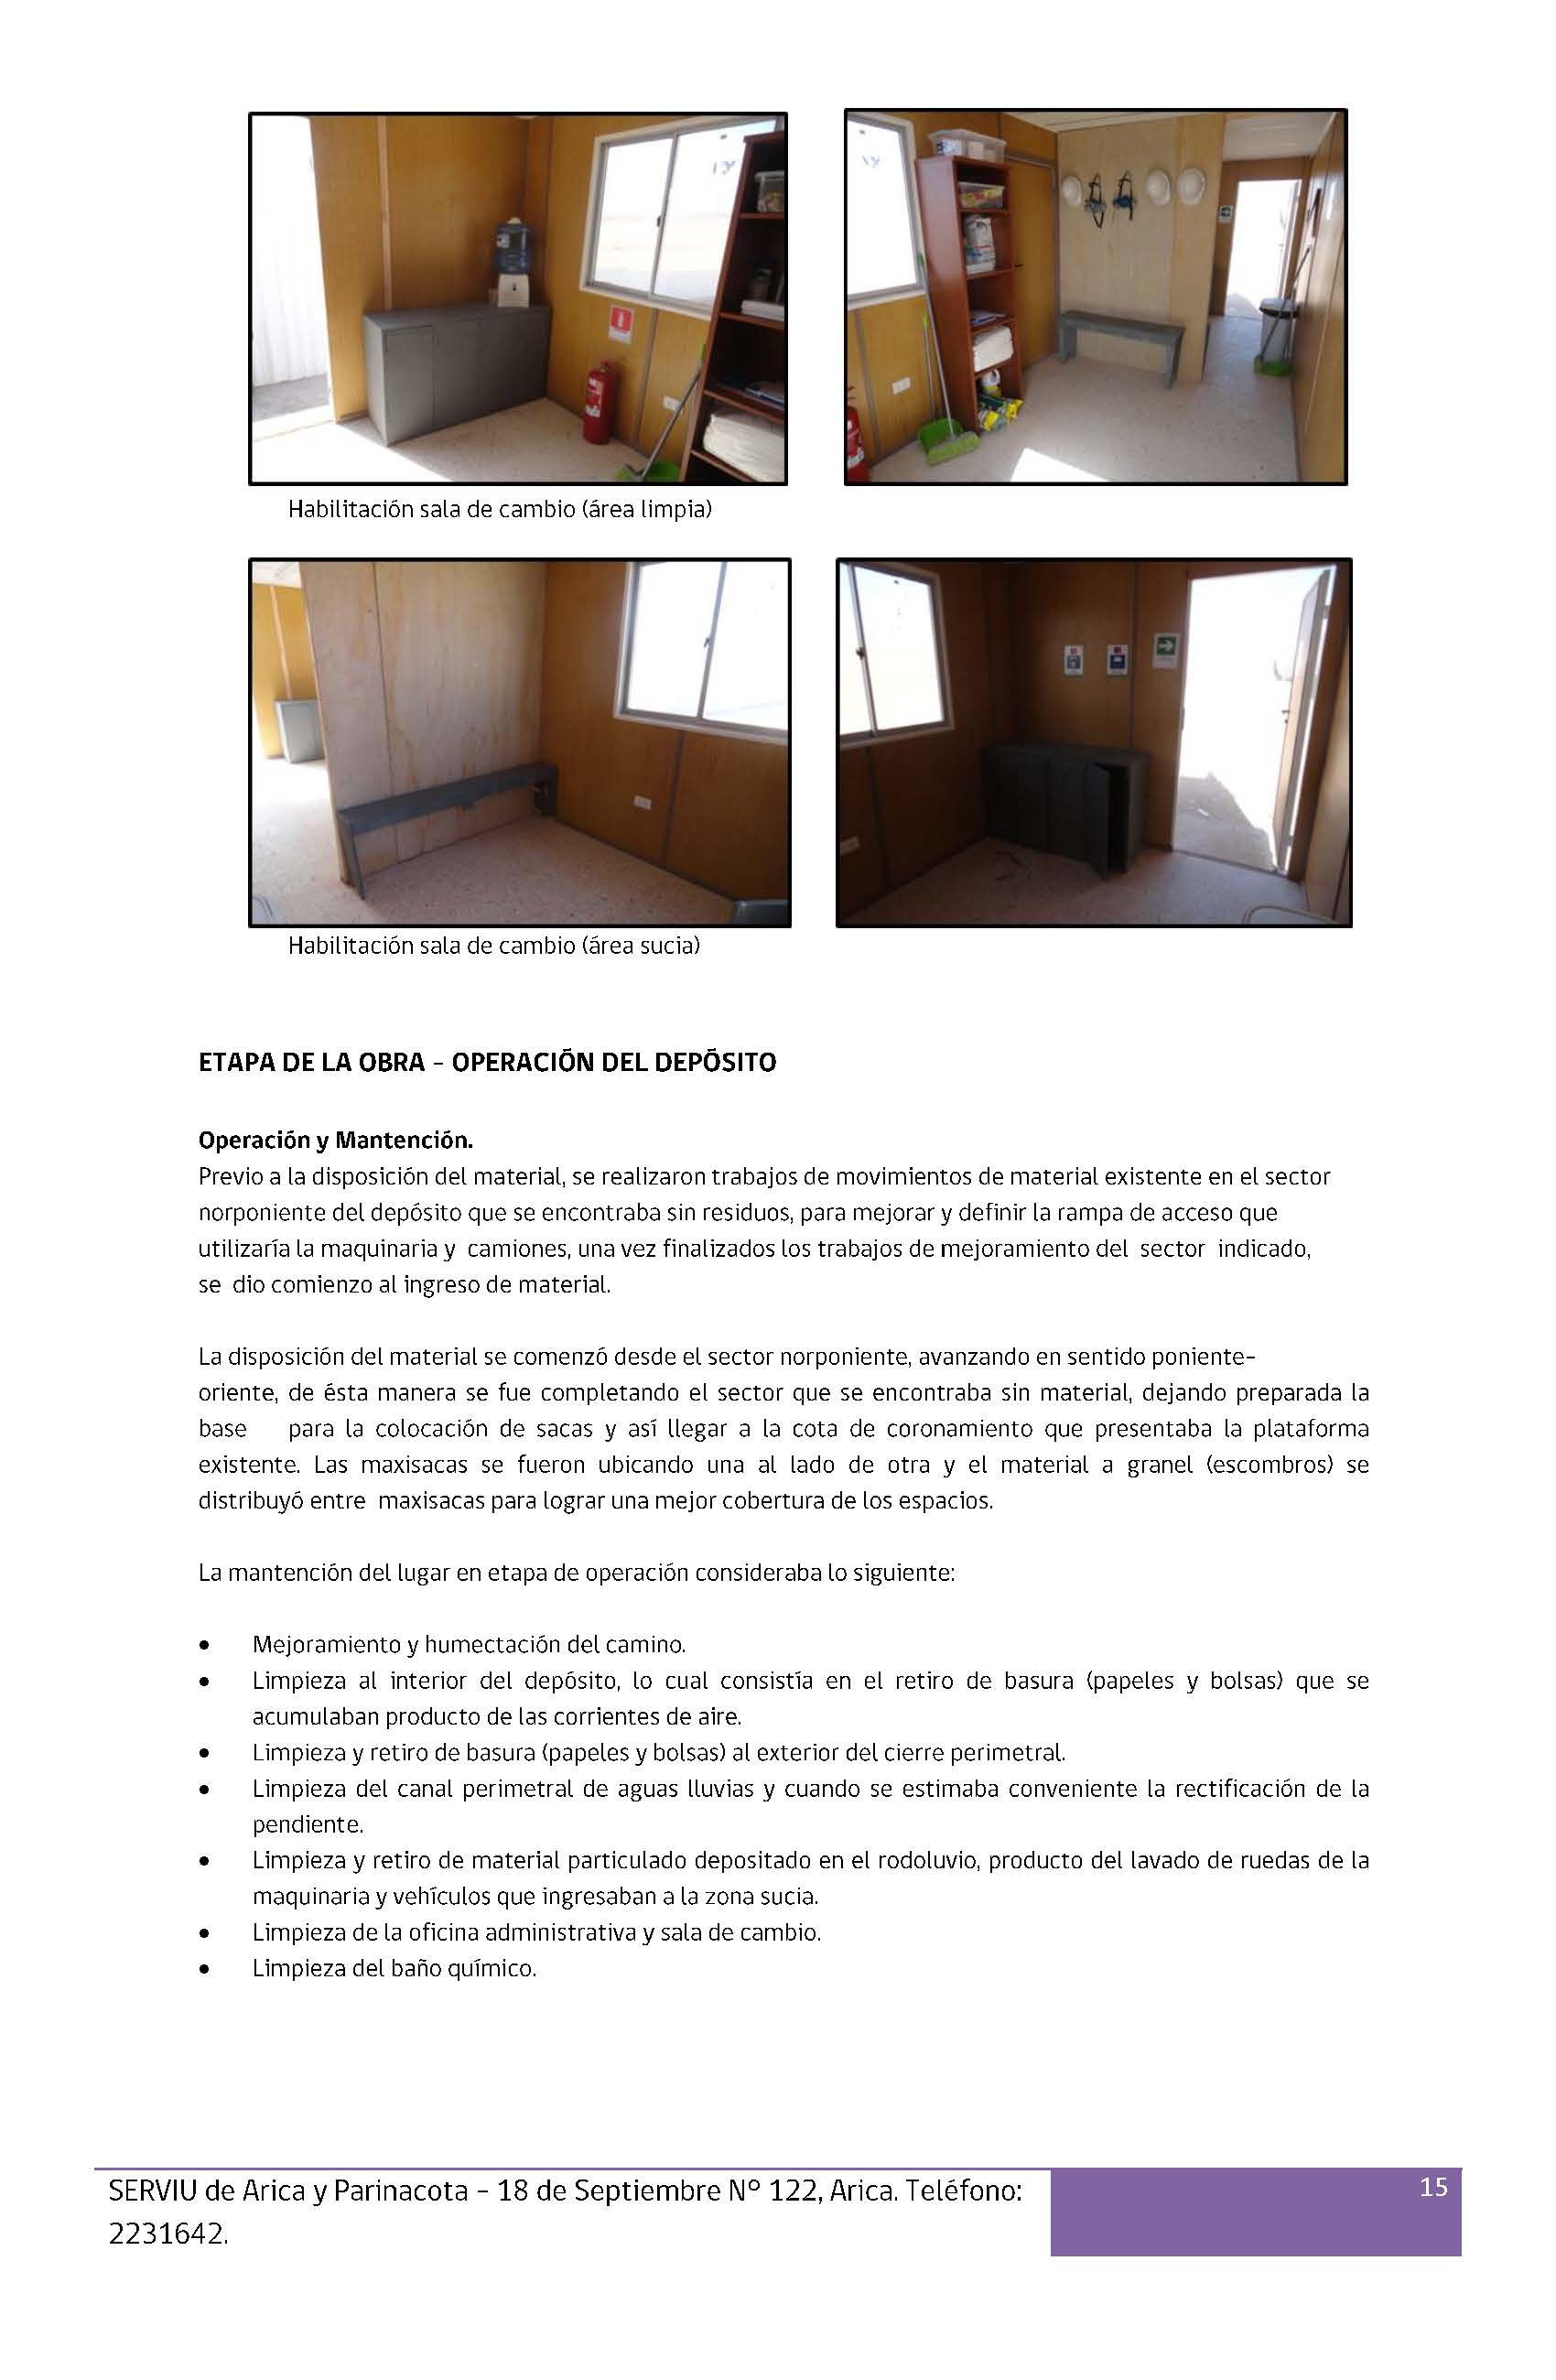 Habilitación sala de cambio (área limpia)
Habilitación sala de cambio (área sucia)
ETAPA DE LA OBRA – OPERACIÓN DEL DEPÓSITO
Operación y Mantención.
Previo a la disposición del material, se realizaron trabajos de movimientos de material existente en el sector
norponiente del depósito que se encontraba sin residuos, para mejorar y definir la rampa de acceso que
utilizaría la maquinaria y camiones, una vez finalizados los trabajos de mejoramiento del sector indicado,
se dio comienzo al ingreso de material.
La disposición del material se comenzó desde el sector norponiente, avanzando en sentido poniente-
oriente, de ésta manera se fue completando el sector que se encontraba sin material, dejando preparada la
base para la colocación de sacas y así llegar a la cota de coronamiento que presentaba la plataforma
existente. Las maxisacas se fueron ubicando una al lado de otra y el material a granel (escombros) se
distribuyó entre maxisacas para lograr una mejor cobertura de los espacios.
La mantención del lugar en etapa de operación consideraba lo siguiente:
• Mejoramiento y humectación del camino.
• Limpieza al interior del depósito, lo cual consistía en el retiro de basura (papeles y bolsas) que se
acumulaban producto de las corrientes de aire.
• Limpieza y retiro de basura (papeles y bolsas) al exterior del cierre perimetral.
• Limpieza del canal perimetral de aguas lluvias y cuando se estimaba conveniente la rectificación de la
pendiente.
• Limpieza y retiro de material particulado depositado en el rodoluvio, producto del lavado de ruedas de la
maquinaria y vehículos que ingresaban a la zona sucia.
• Limpieza de la oficina administrativa y sala de cambio.
• Limpieza del baño químico.
SERVIU de Arica y Parinacota – 18 de Septiembre Nº 122, Arica. Teléfono:
2231642.
15